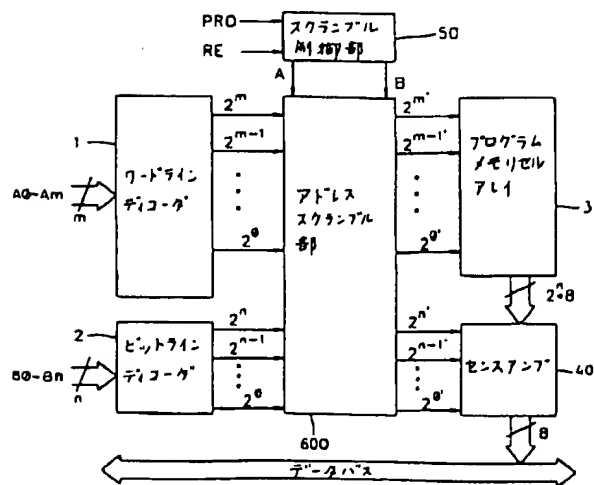 PRO
RE
スクランブル
制御部
50
A
B
1
A0-Am
m
ワードライン
ディコーダ
2^m
2^m-1
2^0
アドレス
スクランブル
部
2^m'
2^m-1'
2^0'
プログラム
メモリセル
アレイ
3
2^n・8
2
B0-Bn
n
ビットライン
ディコーダ
2^n
2^n-1
2^0
2^n'
2^n-1'
2^0'
センスアンプ
40
600
8
データバス